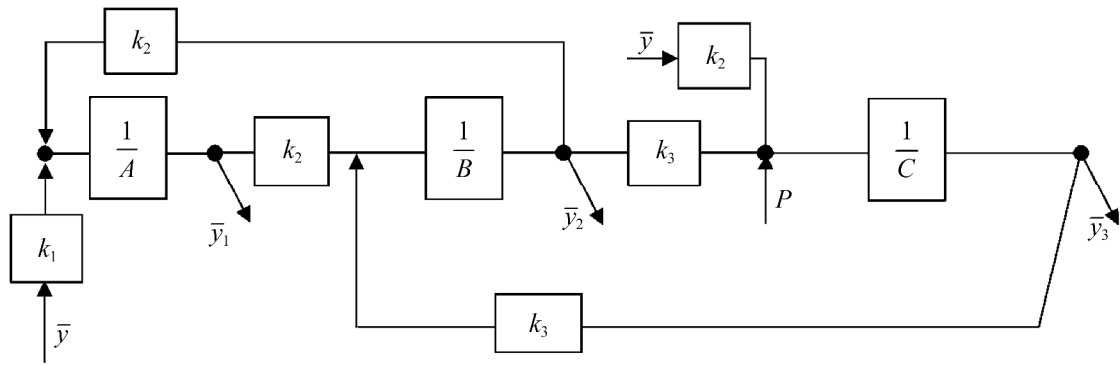 k₂
ȳ
k₂
1/A
k₂
1/B
k₃
1/C
ȳ₁
ȳ₂
P
ȳ₃
k₁
k₃
ȳ